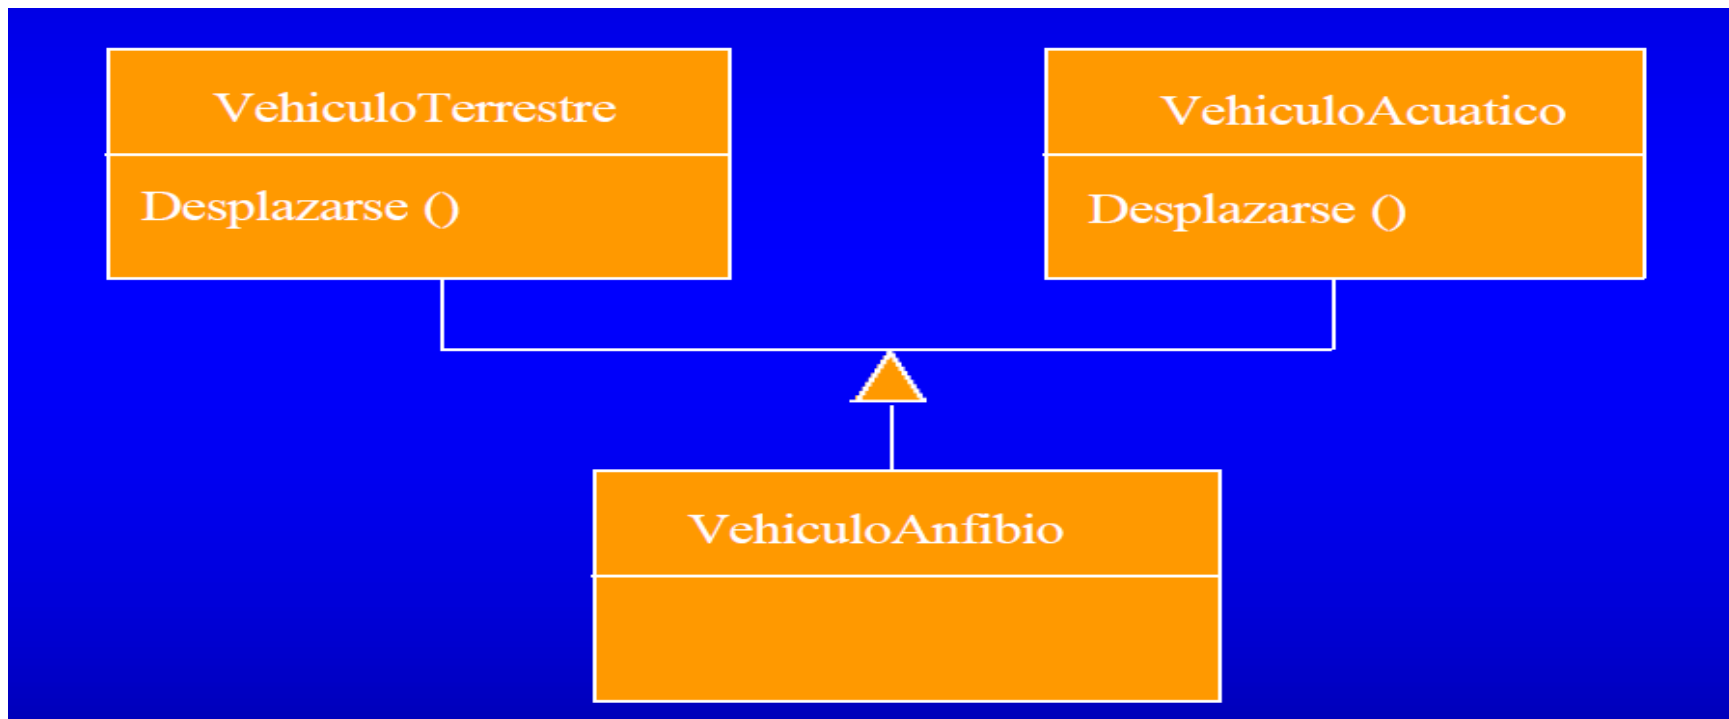 VehiculoTerrestre
Desplazarse ()
VehiculoAcuatico
Desplazarse ()
VehiculoAnfibio